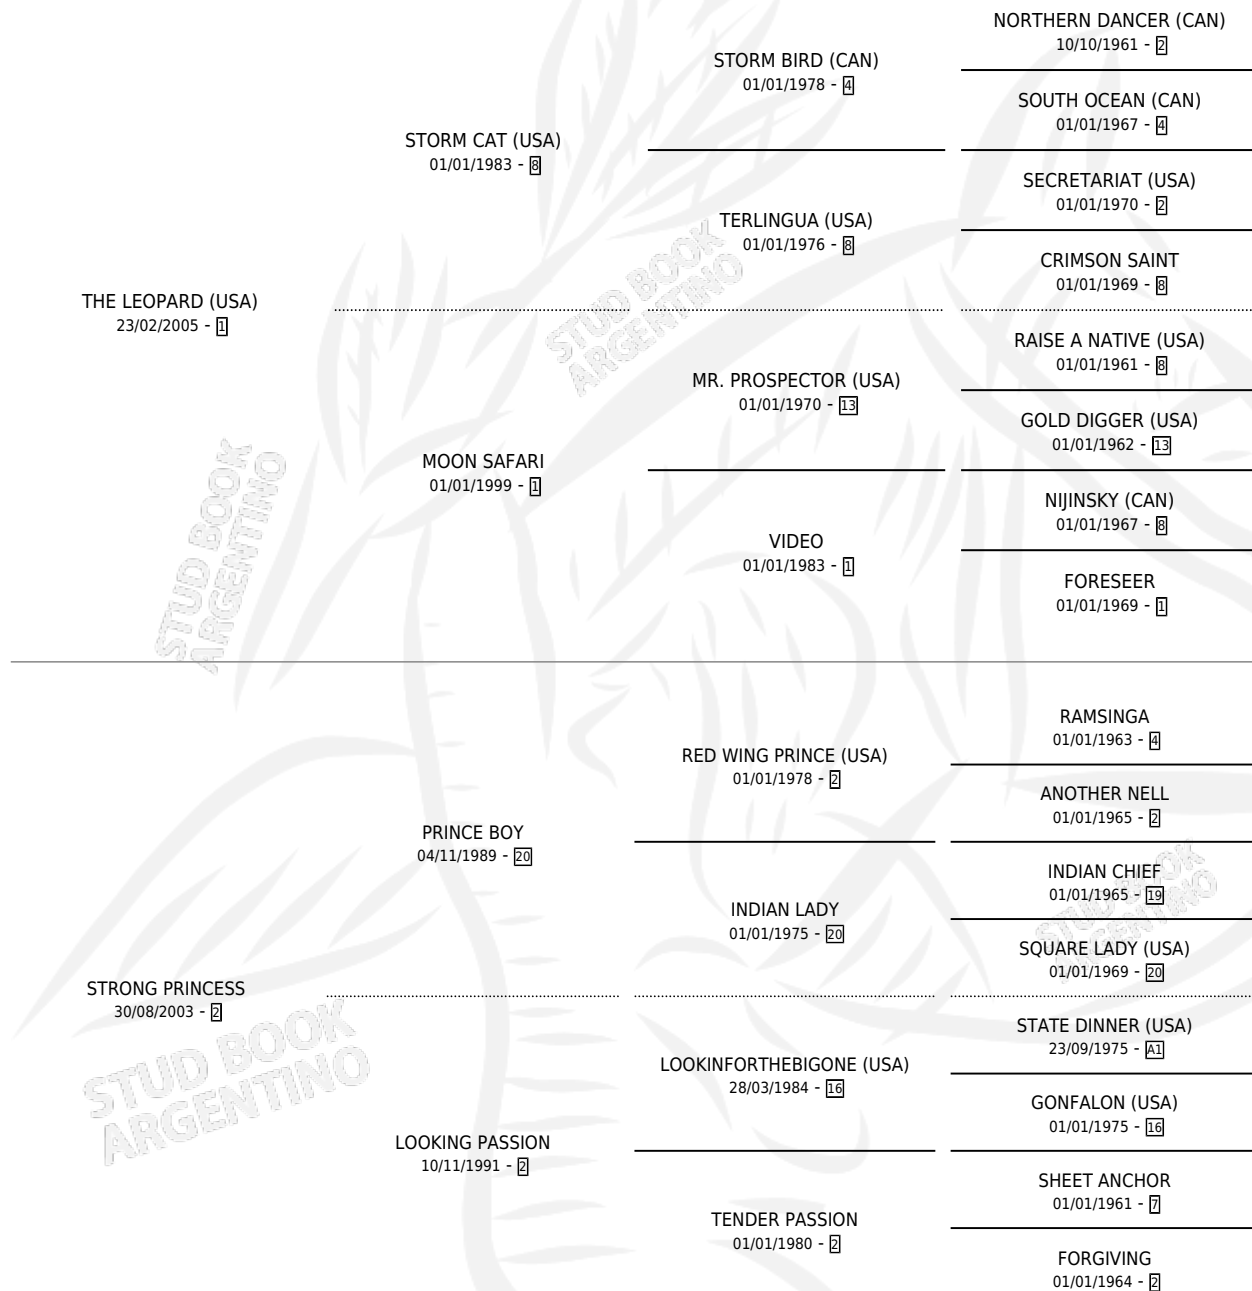 NORTHERN DANCER (CAN)
10/10/1961 - 2
STORM BIRD (CAN)
01/01/1978 - 4
SOUTH OCEAN (CAN)
01/01/1967 - 4
STORM CAT (USA)
01/01/1983 - 8
SECRETARIAT (USA)
01/01/1970 - 2
TERLINGUA (USA)
01/01/1976 - 8
CRIMSON SAINT
01/01/1969 - 8
THE LEOPARD (USA)
23/02/2005 - 1
RAISE A NATIVE (USA)
01/01/1961 - 8
MR. PROSPECTOR (USA)
01/01/1970 - 13
GOLD DIGGER (USA)
01/01/1962 - 13
MOON SAFARI
01/01/1999 - 1
NIJINSKY (CAN)
01/01/1967 - 8
VIDEO
01/01/1983 - 1
FORESEER
01/01/1969 - 1
RAMSINGA
01/01/1963 - 4
RED WING PRINCE (USA)
01/01/1978 - 2
ANOTHER NELL
01/01/1965 - 2
PRINCE BOY
04/11/1989 - 20
INDIAN CHIEF
01/01/1965 - 19
INDIAN LADY
01/01/1975 - 20
SQUARE LADY (USA)
01/01/1969 - 20
STRONG PRINCESS
30/08/2003 - 2
STATE DINNER (USA)
23/09/1975 - A1
LOOKINFORTHEBIGONE (USA)
28/03/1984 - 16
GONFALON (USA)
01/01/1975 - 16
LOOKING PASSION
10/11/1991 - 2
SHEET ANCHOR
01/01/1961 - 7
TENDER PASSION
01/01/1980 - 2
FORGIVING
01/01/1964 - 2
STUD BOOK
ARGENTINO
STUD BOOK
ARGENTINO
STUD BOOK
ARGENTINO
STUD BOOK
ARGENTINO